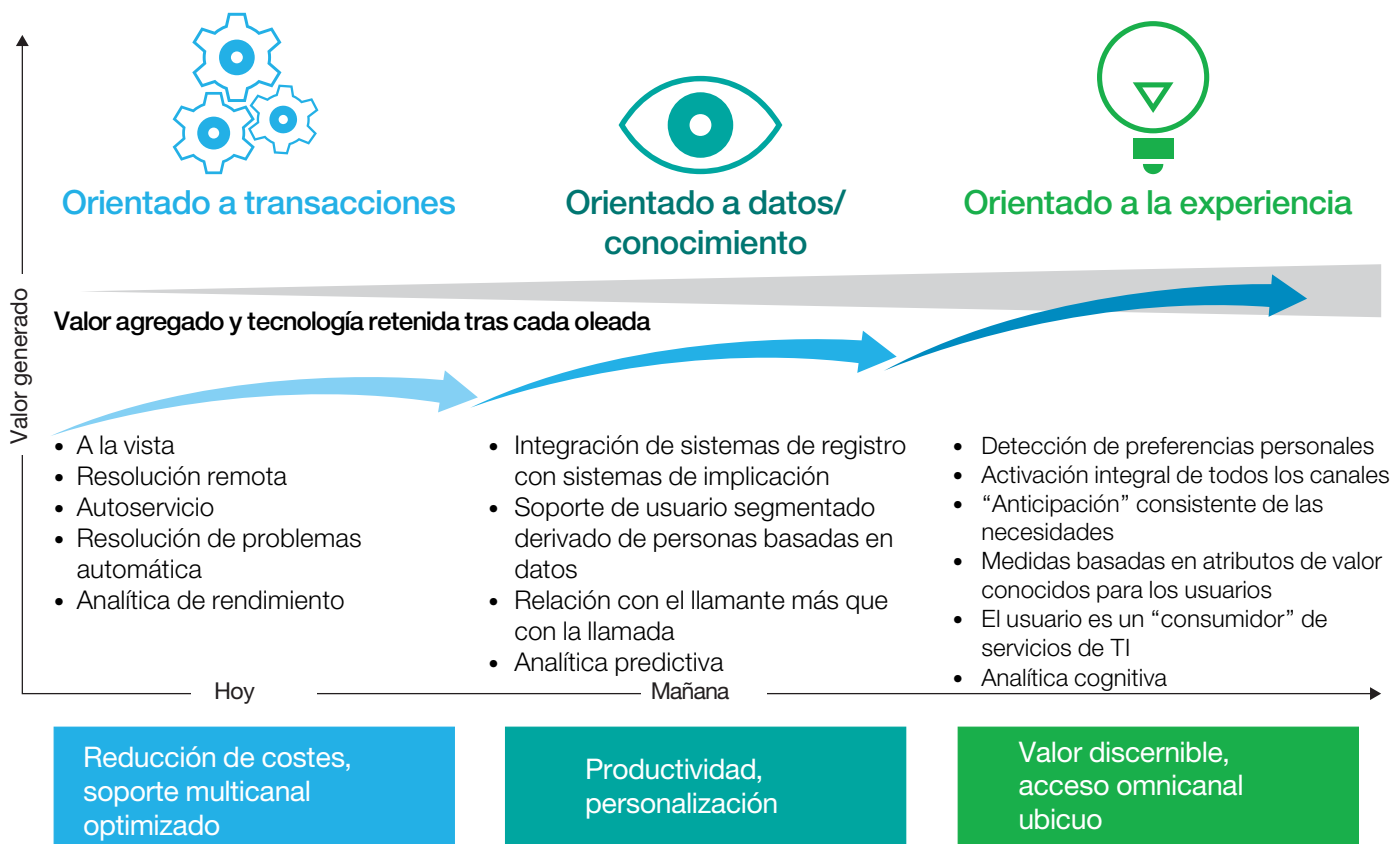 Orientado a transacciones
Orientado a datos/
conocimiento
Orientado a la experiencia
Valor generado
Valor agregado y tecnología retenida tras cada oleada
• A la vista
• Resolución remota
• Autoservicio
• Resolución de problemas
automática
• Analítica de rendimiento
• Integración de sistemas de registro
con sistemas de implicación
• Soporte de usuario segmentado
derivado de personas basadas en
datos
• Relación con el llamante más que
con la llamada
• Analítica predictiva
• Detección de preferencias personales
• Activación integral de todos los canales
• “Anticipación” consistente de las
necesidades
• Medidas basadas en atributos de valor
conocidos para los usuarios
• El usuario es un “consumidor” de
servicios de TI
• Analítica cognitiva
Hoy
Mañana
Reducción de costes,
soporte multicanal
optimizado
Productividad,
personalización
Valor discernible,
acceso omnicanal
ubicuo